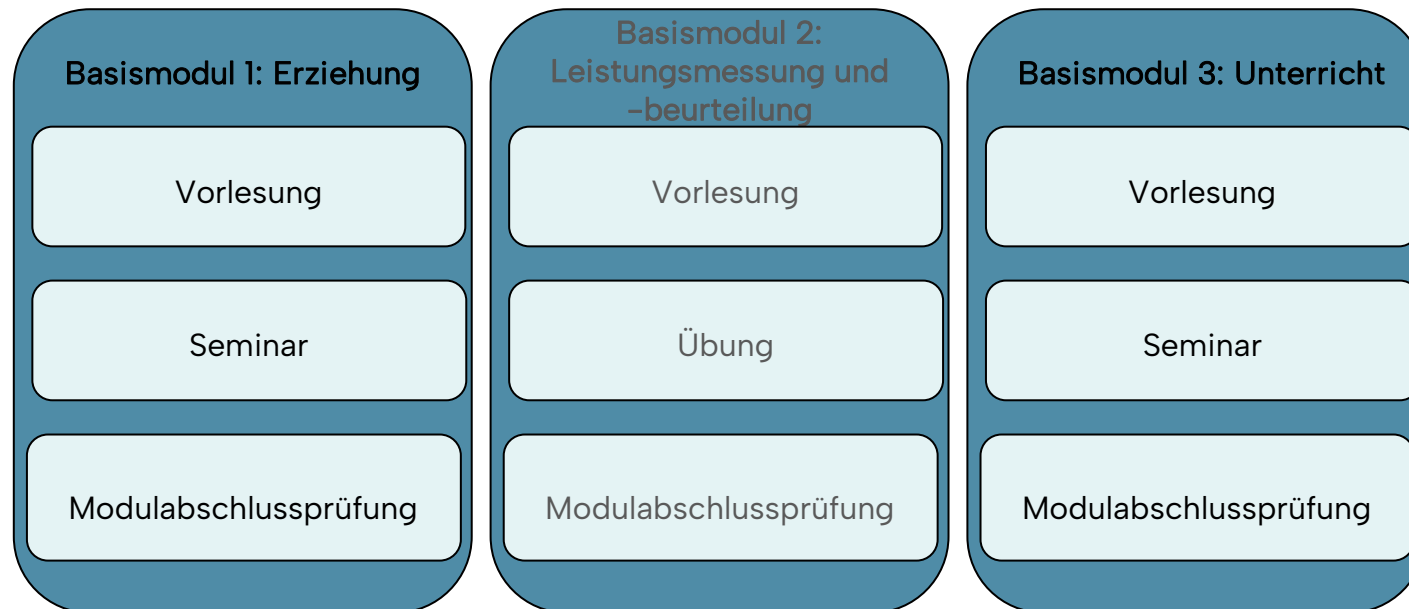 Basismodul 1: Erziehung
Vorlesung
Seminar
Modulabschlussprüfung
Basismodul 2:
Leistungsmessung und
-beurteilung
Vorlesung
Übung
Modulabschlussprüfung
Basismodul 3: Unterricht
Vorlesung
Seminar
Modulabschlussprüfung